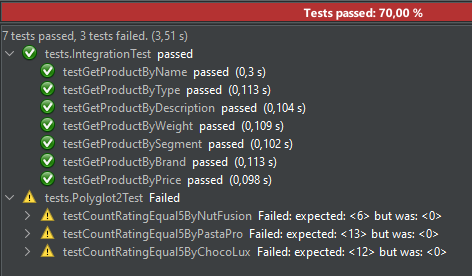 Tests passed: 70,00 %
7 tests passed, 3 tests failed. (3,51 s)
tests.IntegrationTest passed
testGetProductByName passed (0,3 s)
testGetProductByType passed (0,113 s)
testGetProductByDescription passed (0,104 s)
testGetProductByWeight passed (0,109 s)
testGetProductBySegment passed (0,102 s)
testGetProductByBrand passed (0,113 s)
testGetProductByPrice passed (0,098 s)
tests.Polyglot2Test Failed
testCountRatingEqual5ByNutFusion Failed: expected: <6> but was: <0>
testCountRatingEqual5ByPastaPro Failed: expected: <13> but was: <0>
testCountRatingEqual5ByChocoLux Failed: expected: <12> but was: <0>